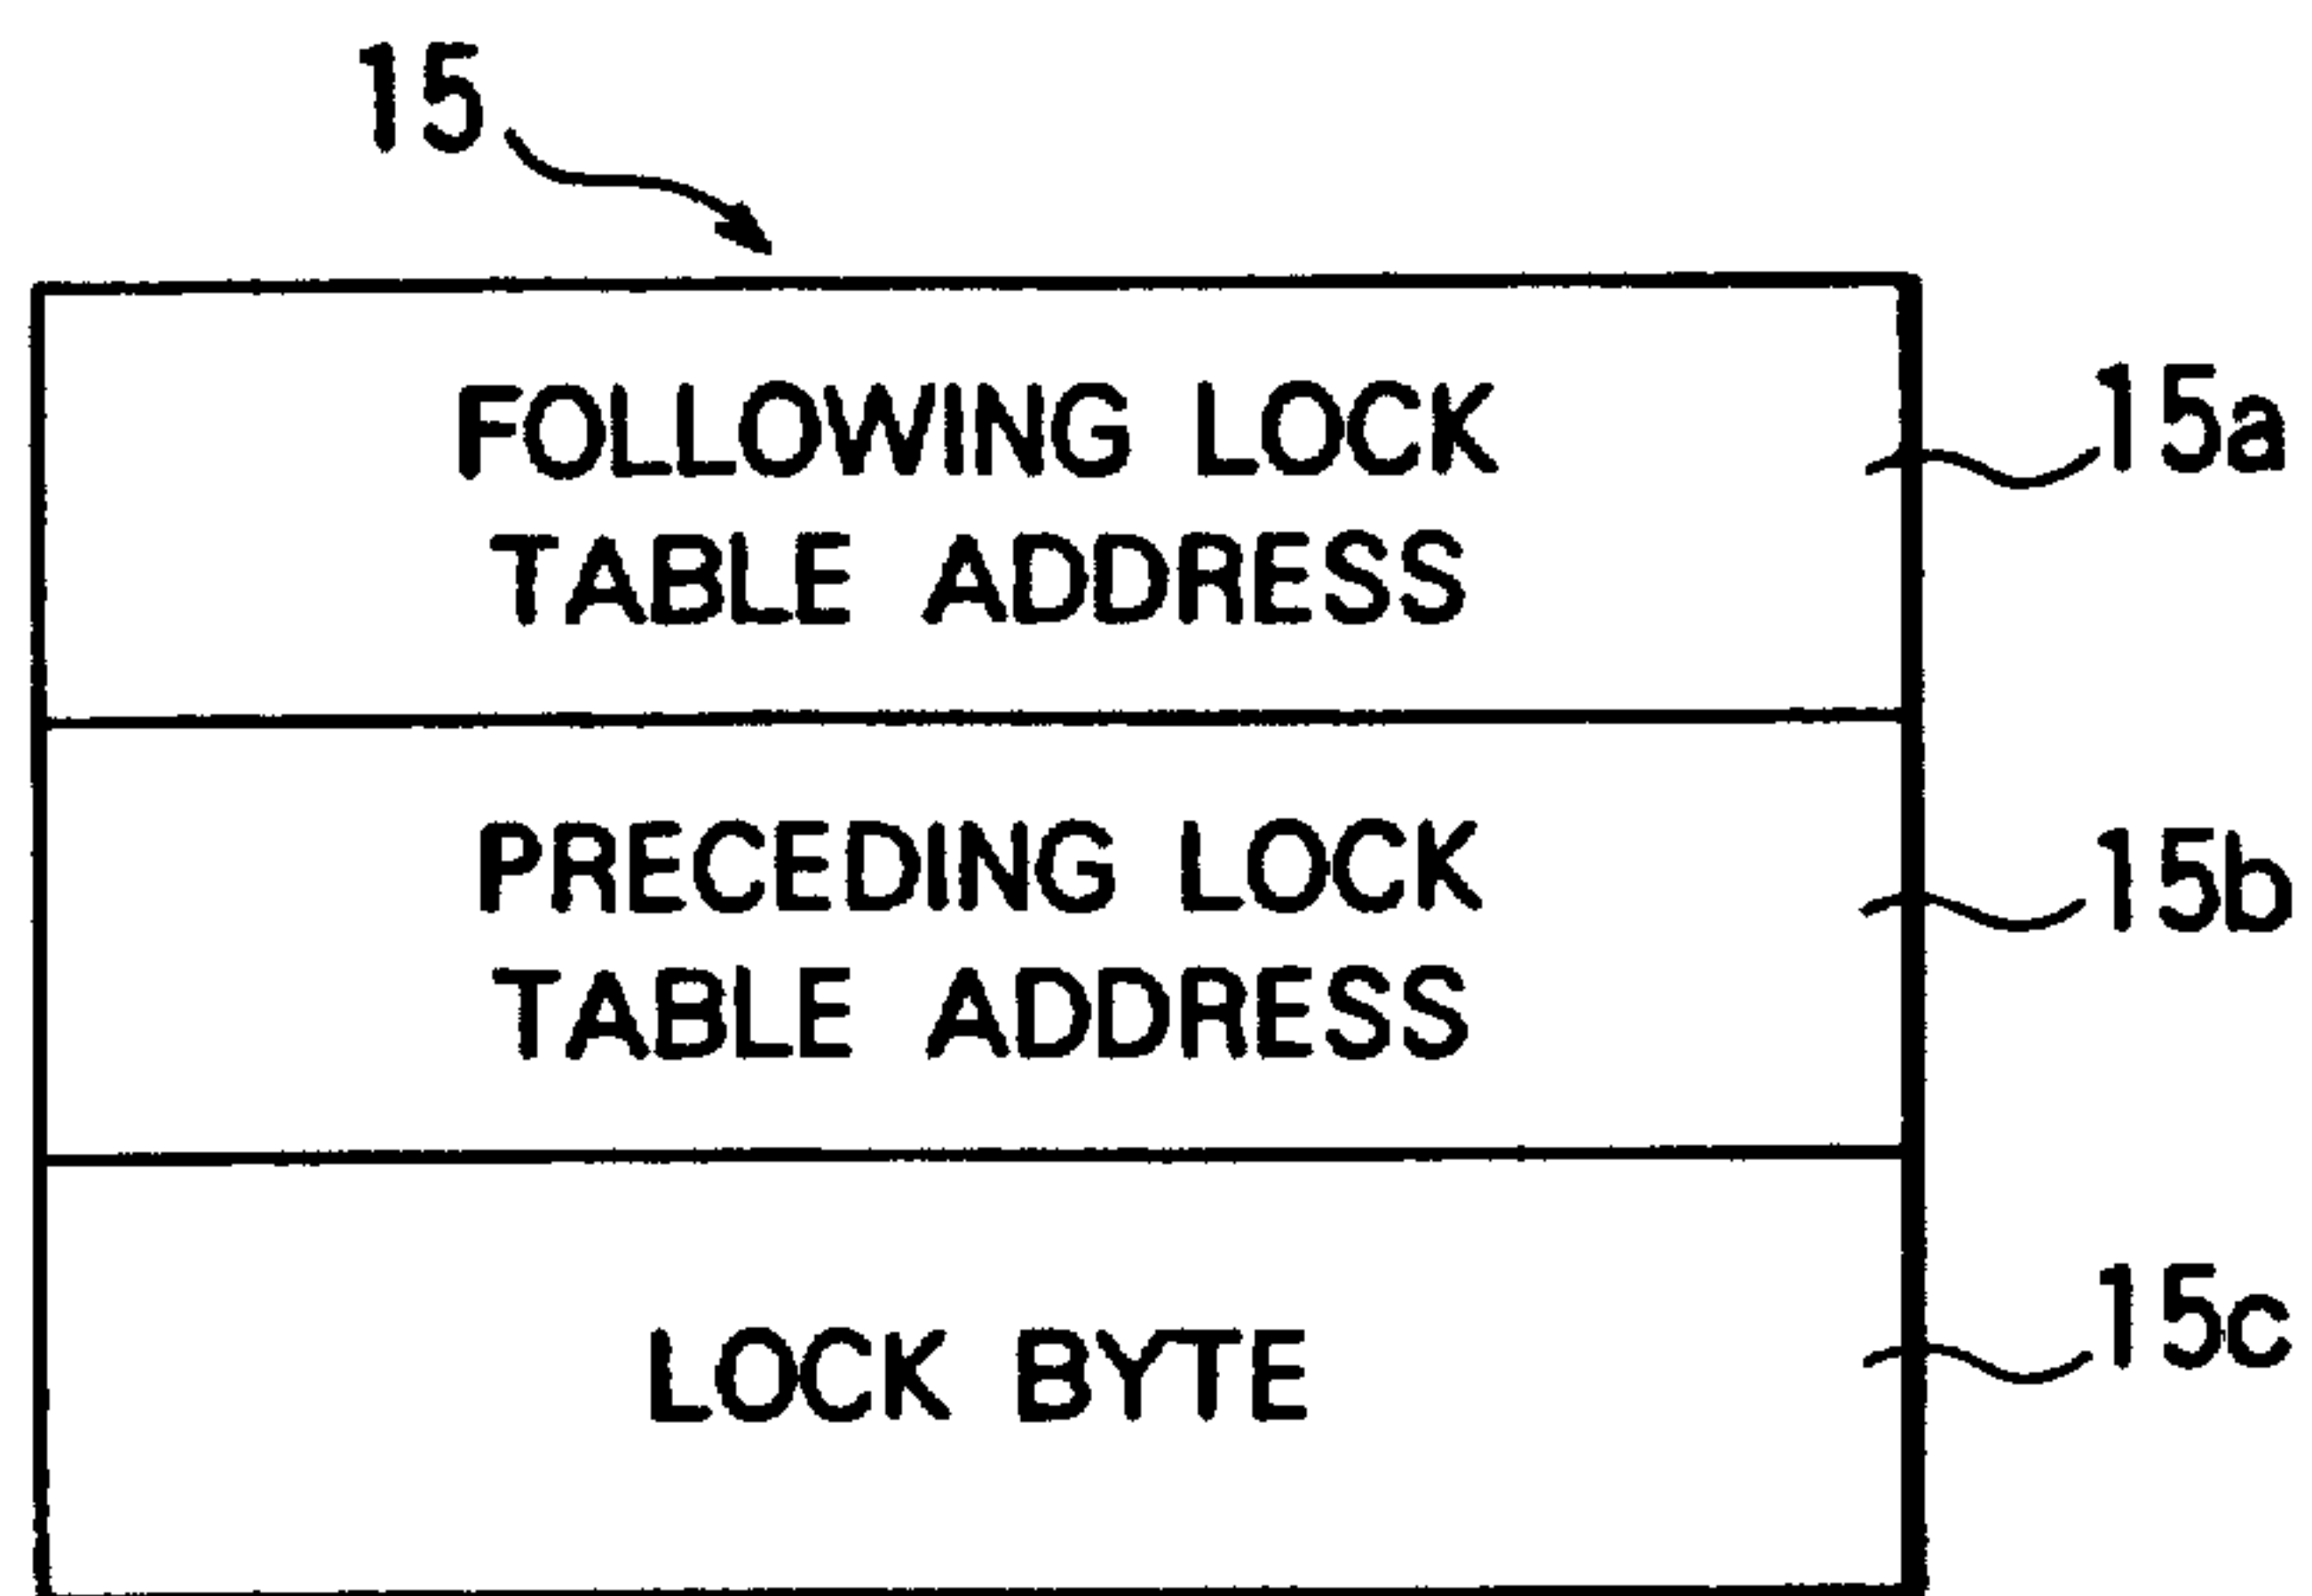 15
FOLLOWING LOCK
TABLE ADDRESS
15a
PRECEDING LOCK
TABLE ADDRESS
15b
LOCK BYTE
15c